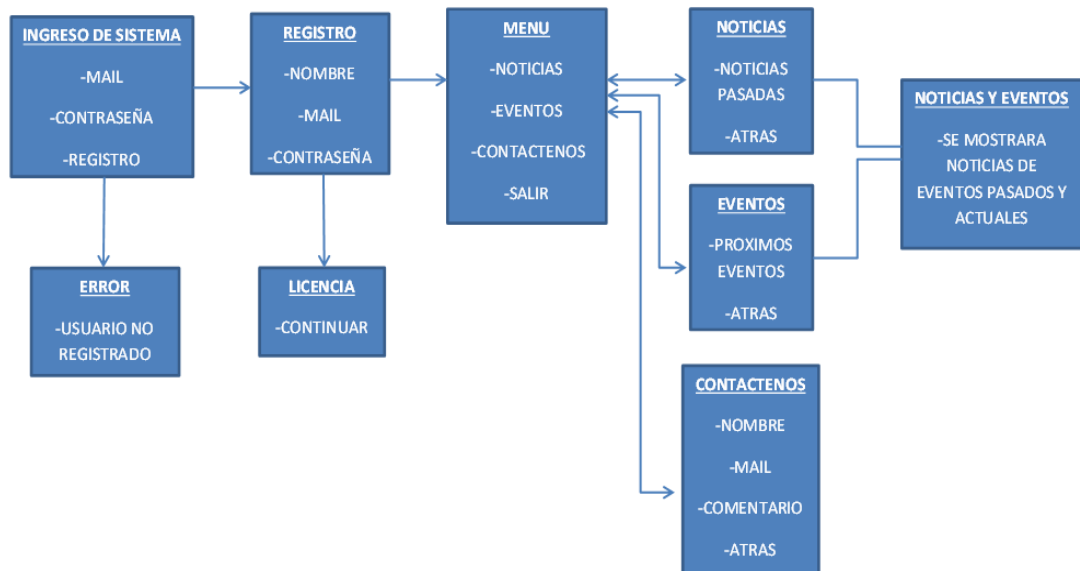 INGRESO DE SISTEMA
-MAIL
-CONTRASEÑA
-REGISTRO
REGISTRO
-NOMBRE
-MAIL
-CONTRASEÑA
MENU
-NOTICIAS
-EVENTOS
-CONTACTENOS
-SALIR
NOTICIAS
-NOTICIAS
PASADAS
-ATRAS
NOTICIAS Y EVENTOS
-SE MOSTRARA
NOTICIAS DE
EVENTOS PASADOS Y
ACTUALES
EVENTOS
-PROXIMOS
EVENTOS
-ATRAS
ERROR
-USUARIO NO
REGISTRADO
LICENCIA
-CONTINUAR
CONTACTENOS
-NOMBRE
-MAIL
-COMENTARIO
-ATRAS